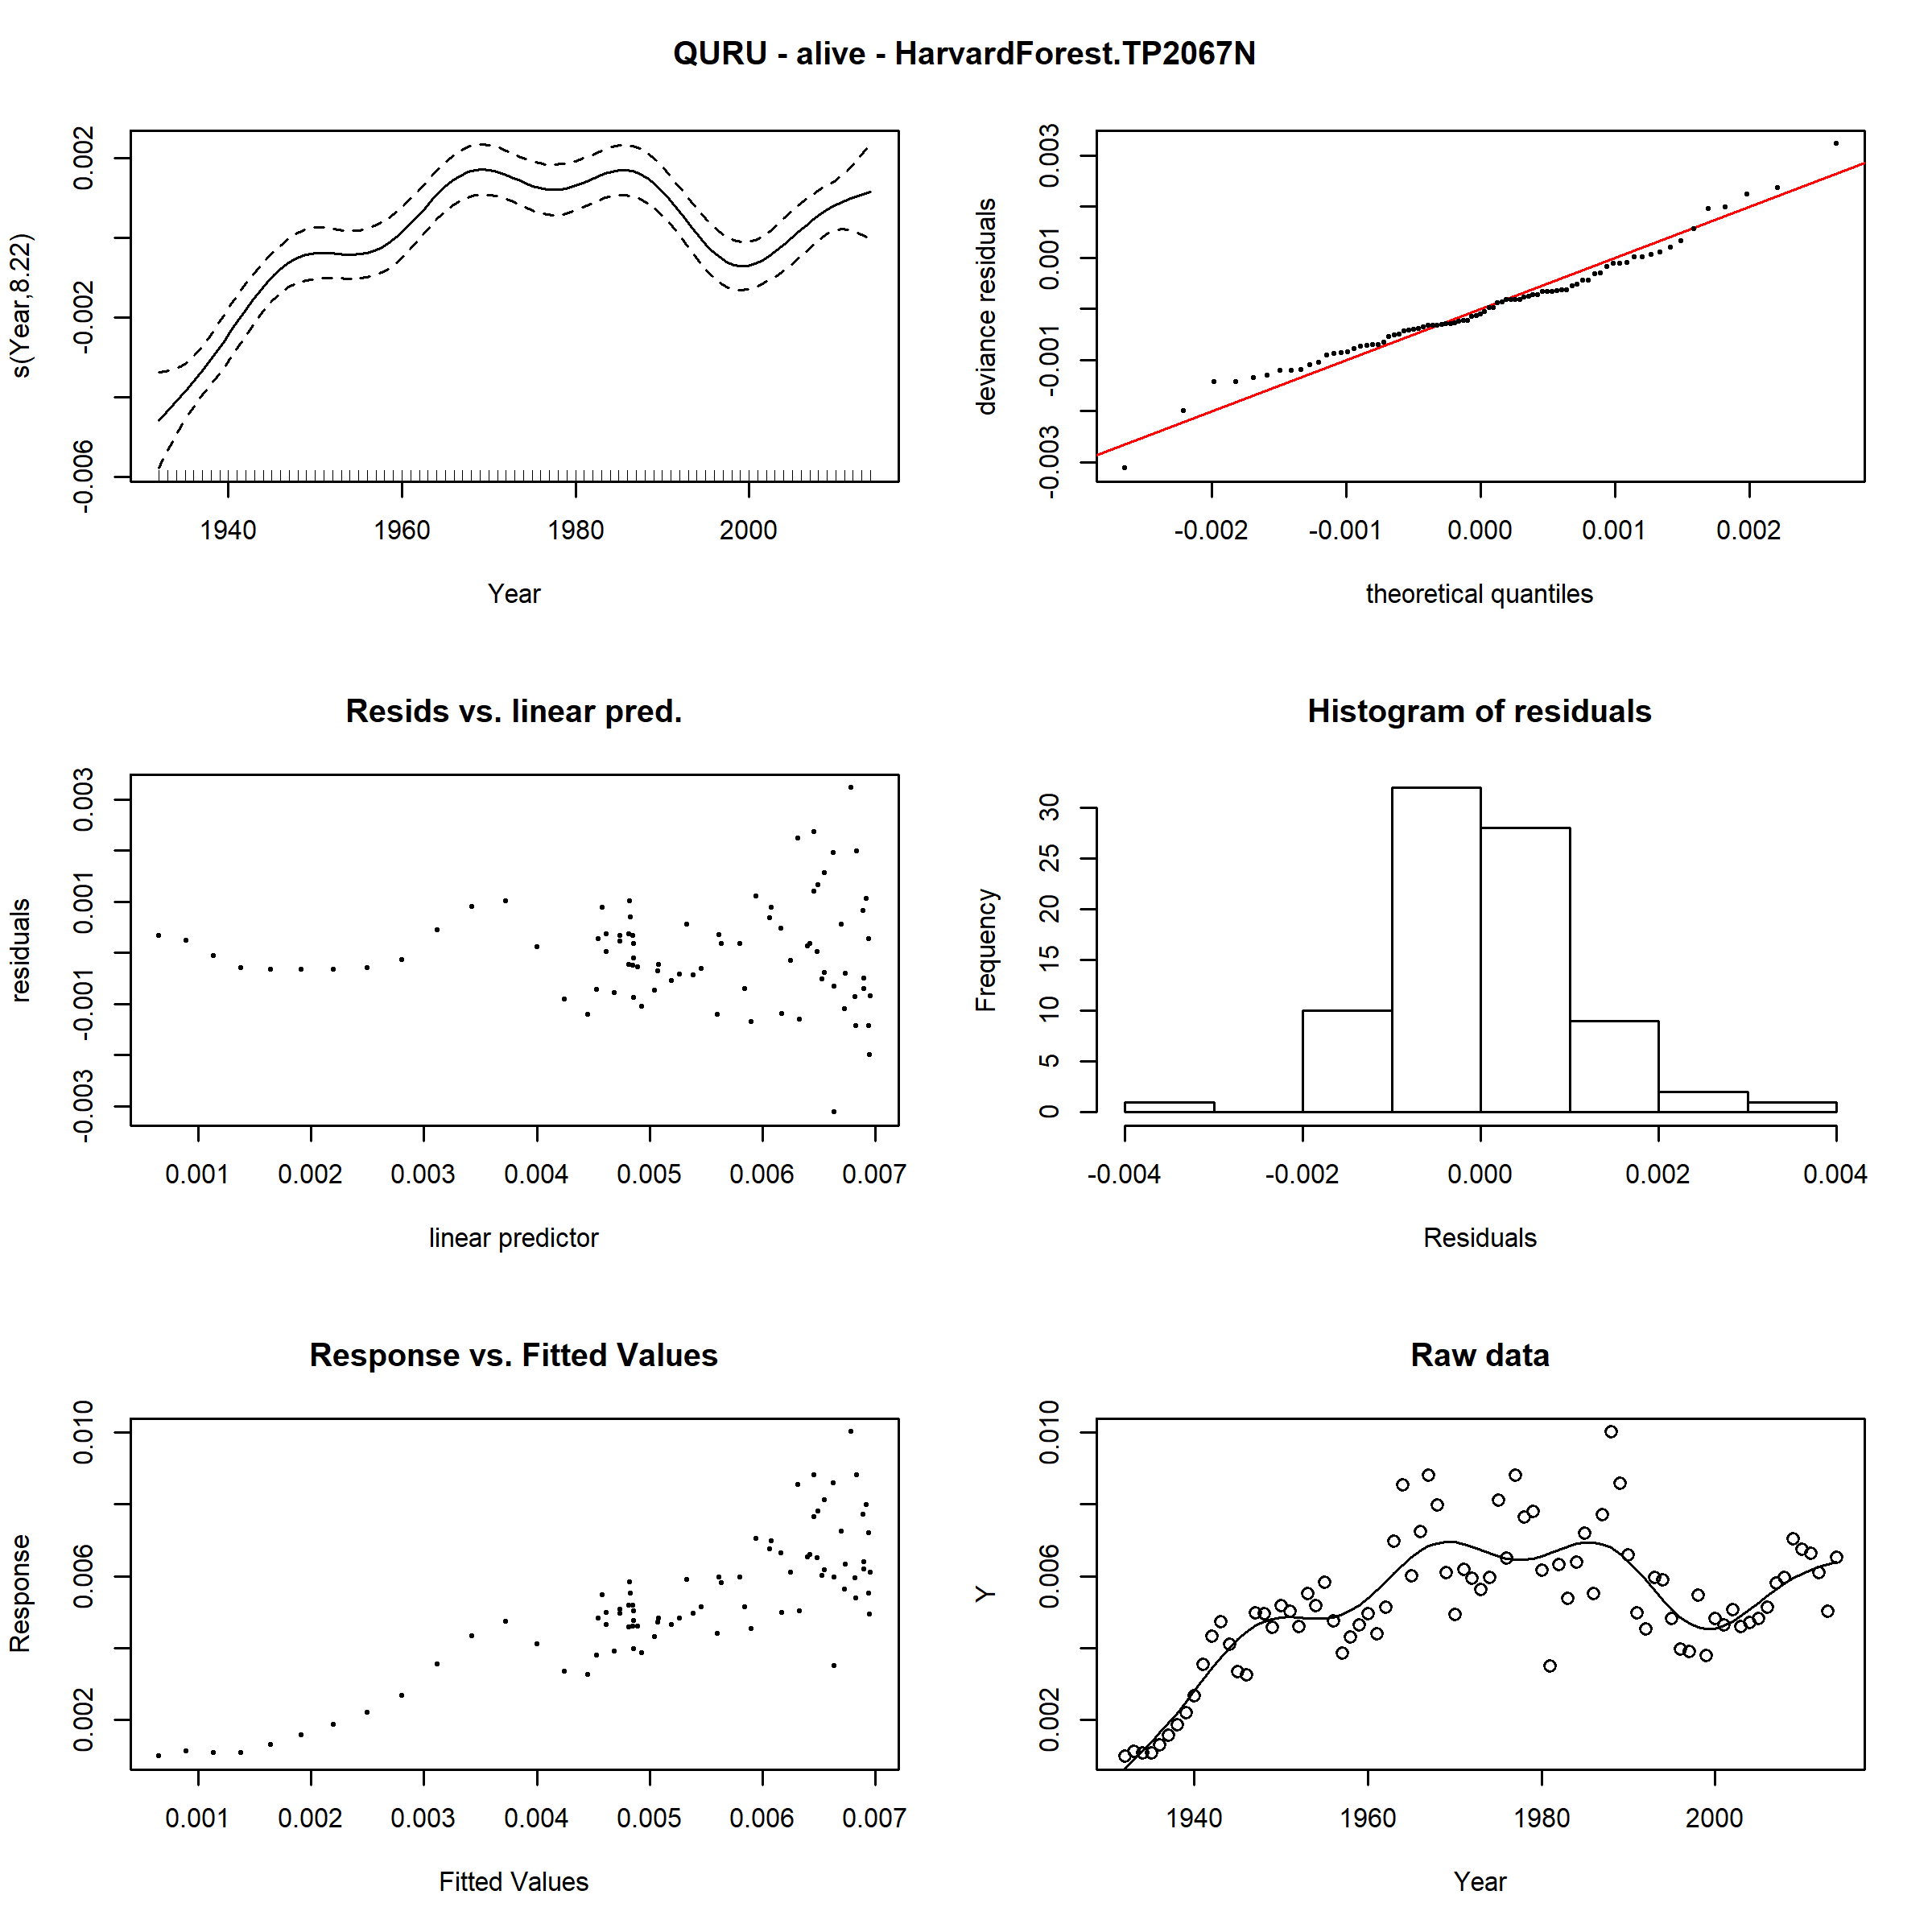 QURU - alive - HarvardForest.TP2067N
s(Year,8.22)
0.002
-0.002
-0.006
1940 1960 1980 2000
Year
deviance residuals
0.003
0.001
-0.001
-0.003
-0.002 -0.001 0.000 0.001 0.002
theoretical quantiles
Resids vs. linear pred.
residuals
0.003
0.001
-0.001
-0.003
0.001 0.002 0.003 0.004 0.005 0.006 0.007
linear predictor
Histogram of residuals
Frequency
30
25
20
15
10
5
0
-0.004 -0.002 0.000 0.002 0.004
Residuals
Response vs. Fitted Values
Response
0.010
0.006
0.002
0.001 0.002 0.003 0.004 0.005 0.006 0.007
Fitted Values
Raw data
Y
0.010
0.006
0.002
1940 1960 1980 2000
Year